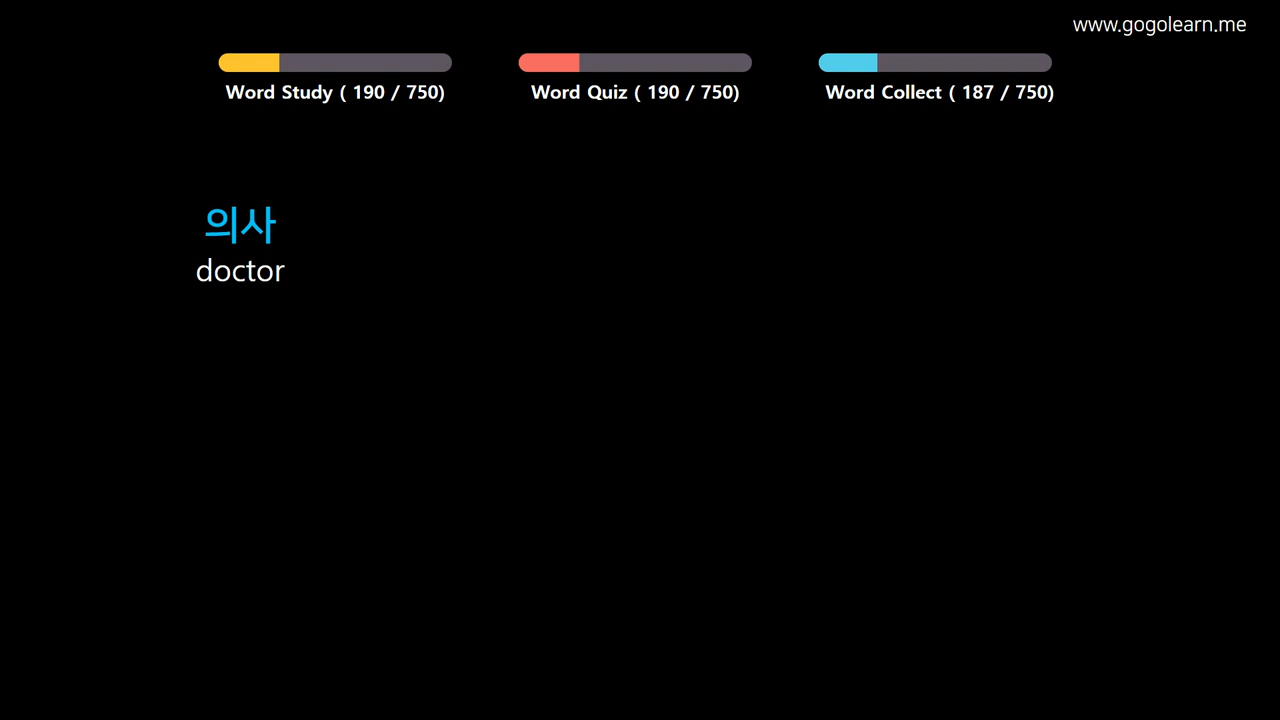 www.gogolearn.me
Word Study ( 190 / 750)
Word Quiz ( 190 / 750)
Word Collect ( 187 / 750)
의사
doctor